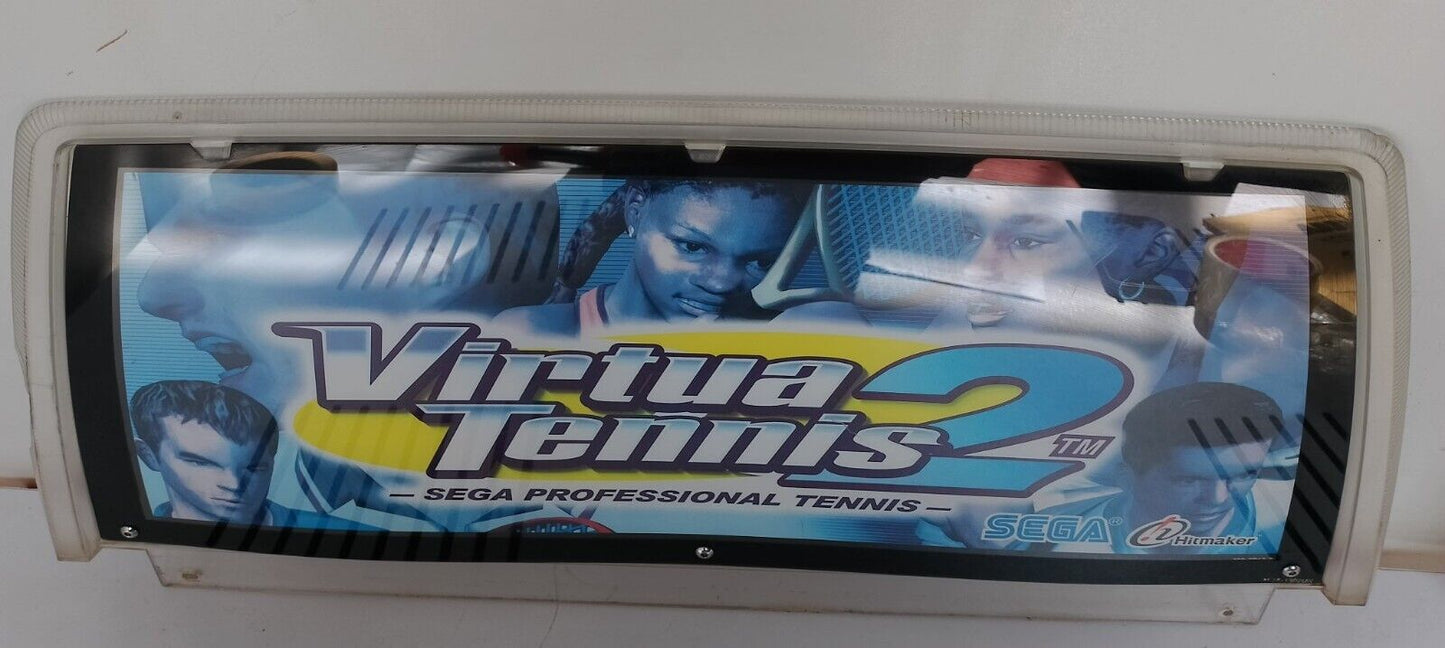 Virtua
Tennis 2 TM
— SEGA PROFESSIONAL TENNIS —
SEGA®
Hitmaker